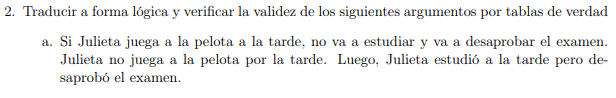 2. Traducir a forma lógica y verificar la validez de los siguientes argumentos por tablas de verdad
a. Si Julieta juega a la pelota a la tarde, no va a estudiar y va a desaprobar el examen.
Julieta no juega a la pelota por la tarde. Luego, Julieta estudió a la tarde pero de-
saprobó el examen.